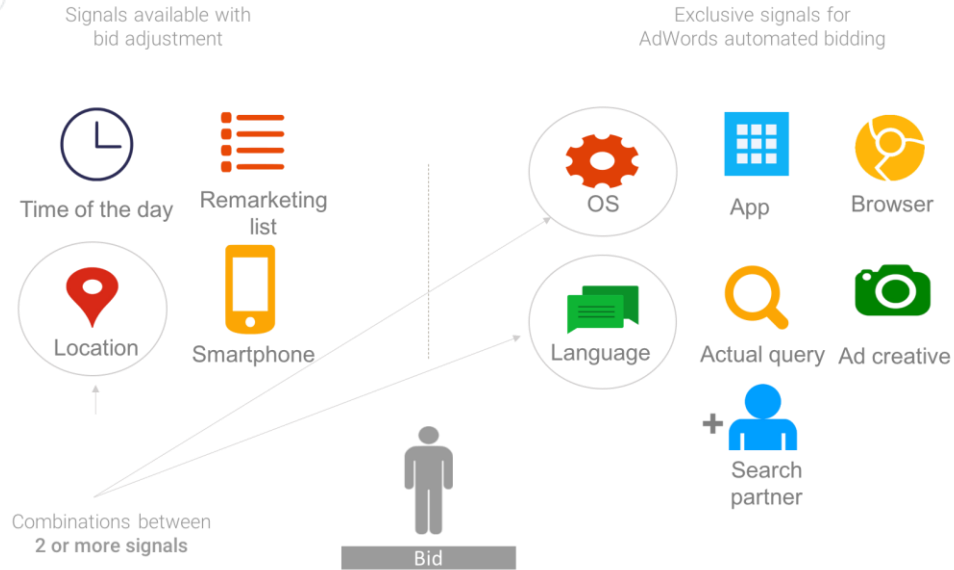 Signals available with
bid adjustment
Exclusive signals for
AdWords automated bidding
Time of the day
Remarketing
list
OS
App
Browser
Location
Smartphone
Language
Actual query
Ad creative
+
Search
partner
Combinations between
2 or more signals
Bid